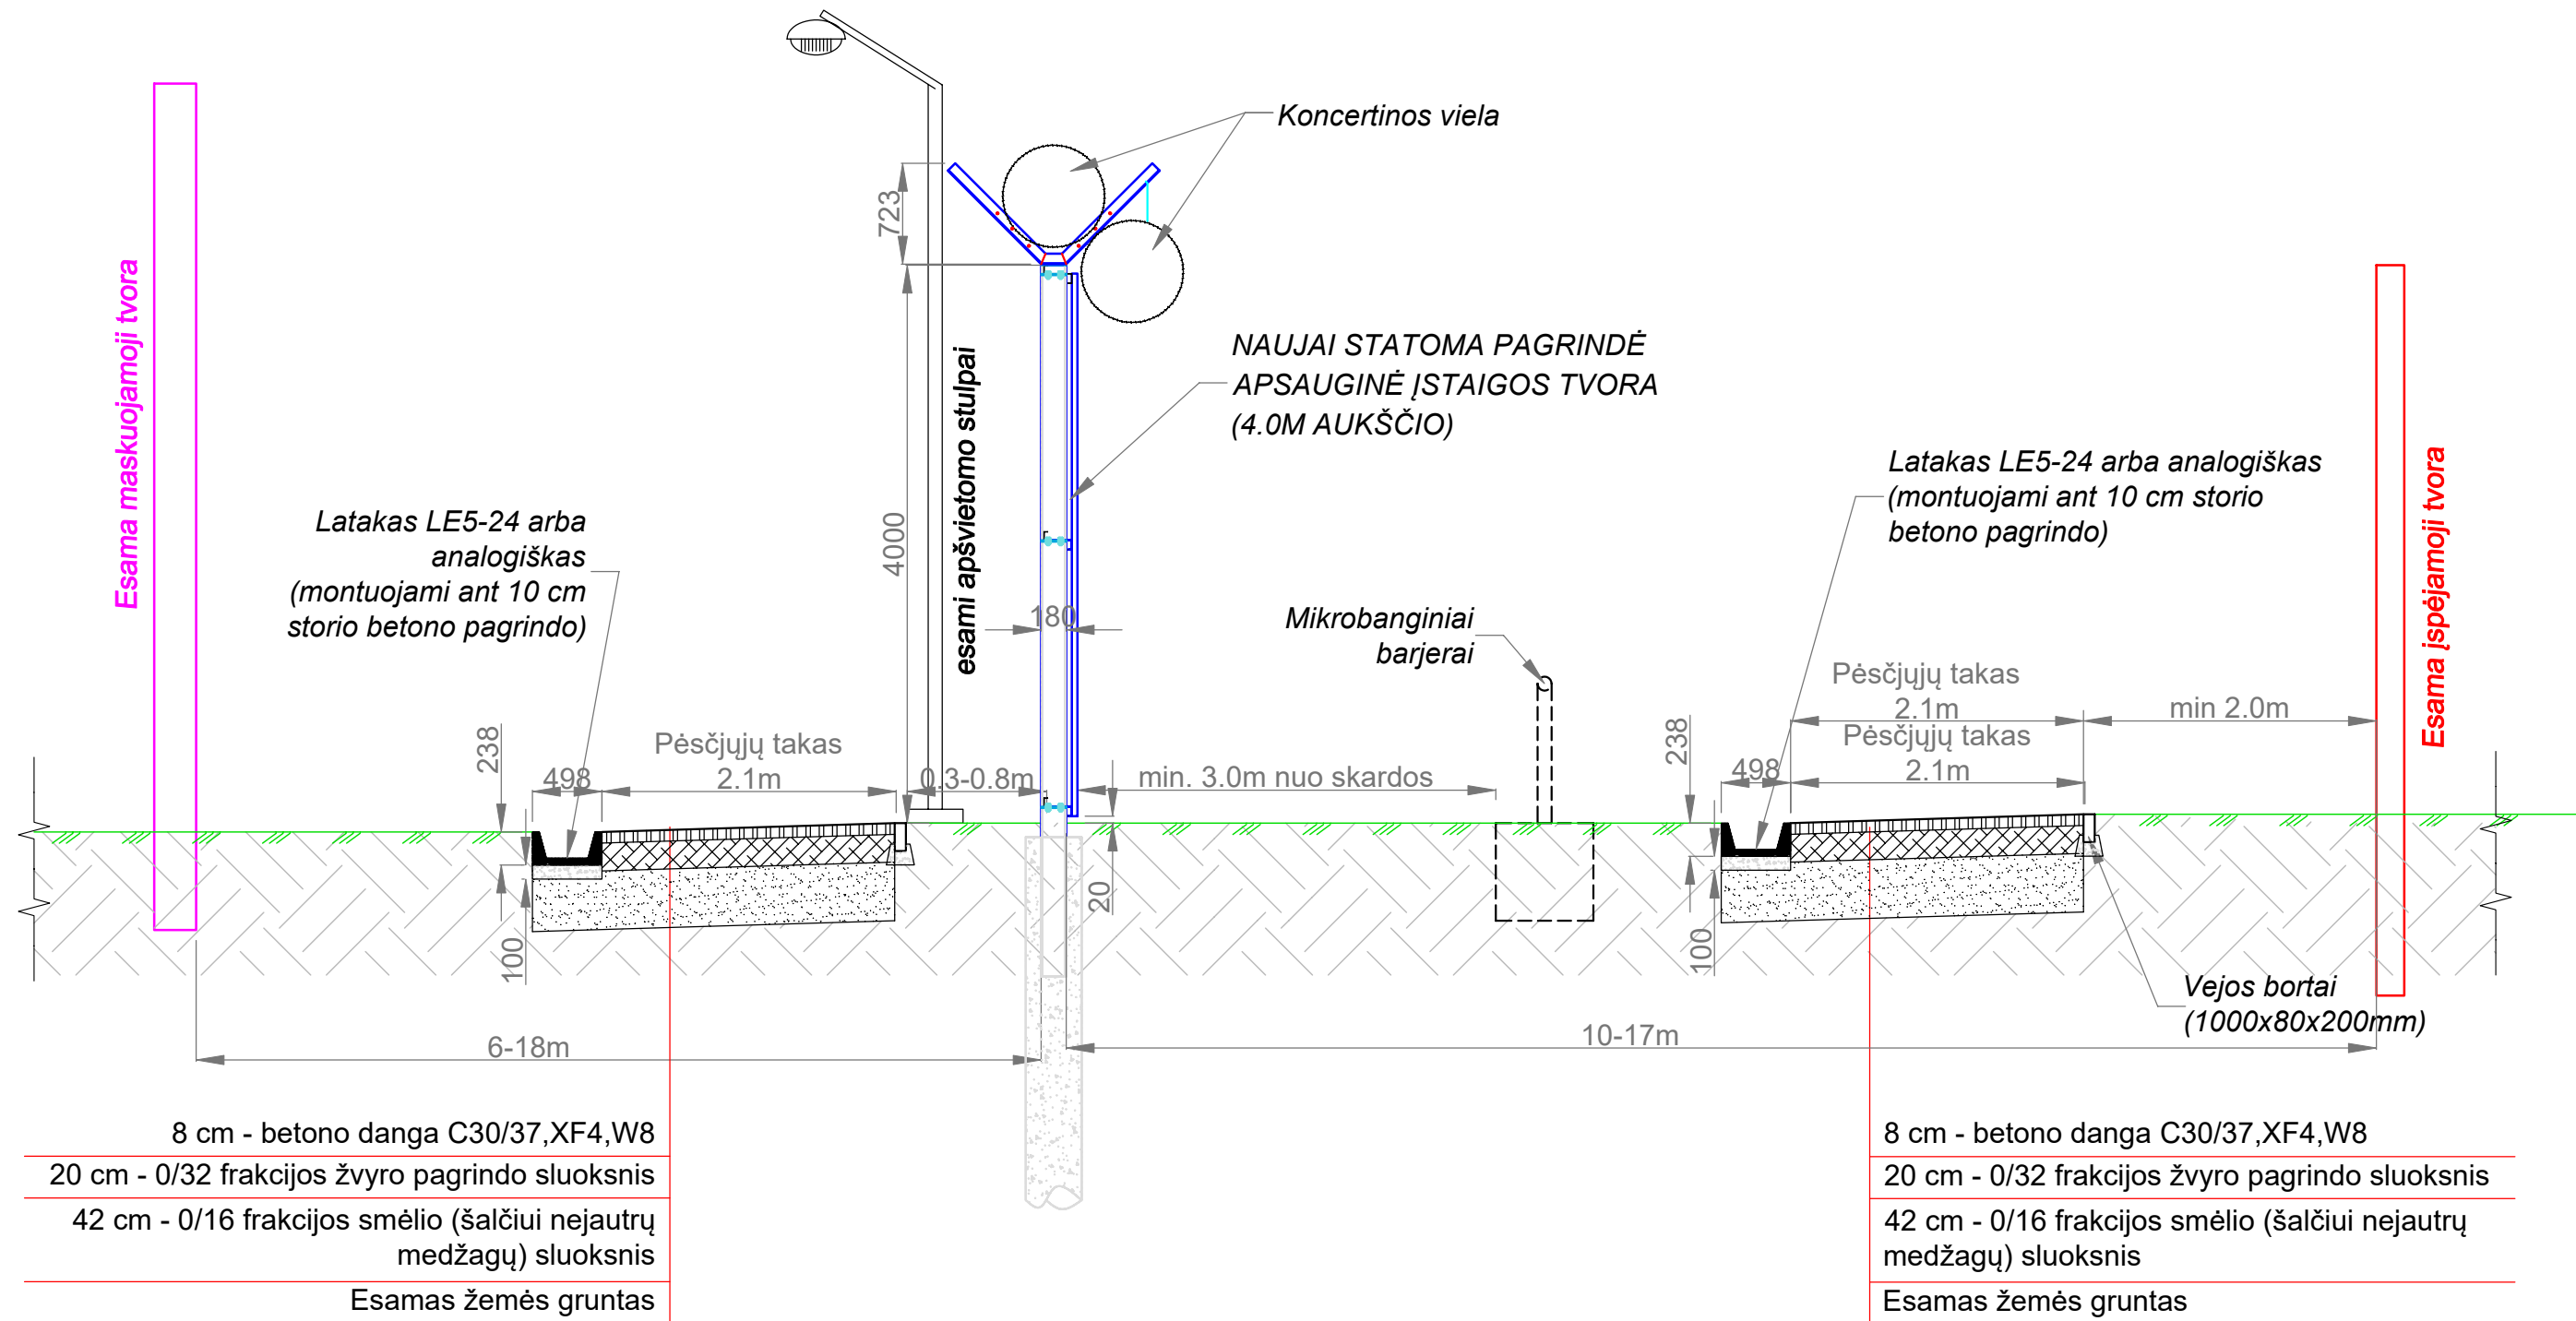 Koncertinos viela
723
Esama maskuojamoji tvora
esami apšvietomo stulpai
NAUJAI STATOMA PAGRINDĖ
APSAUGINĖ ĮSTAIGOS TVORA
(4.0M AUKŠČIO)
4000
180
Latakas LE5-24 arba
analogiškas
(montuojami ant 10 cm
storio betono pagrindo)
Latakas LE5-24 arba analogiškas
(montuojami ant 10 cm storio
betono pagrindo)
Esama įspėjamoji tvora
Mikrobanginiai
barjerai
238
498
Pėsčjųjų takas
2.1m
0.3-0.8m
min. 3.0m nuo skardos
238
498
Pėsčjųjų takas
2.1m
Pėsčjųjų takas
2.1m
min 2.0m
100
20
100
Vejos bortai
(1000x80x200mm)
6-18m
10-17m
8 cm - betono danga C30/37,XF4,W8
20 cm - 0/32 frakcijos žvyro pagrindo sluoksnis
42 cm - 0/16 frakcijos smėlio (šalčiui nejautrų
medžagų) sluoksnis
Esamas žemės gruntas
8 cm - betono danga C30/37,XF4,W8
20 cm - 0/32 frakcijos žvyro pagrindo sluoksnis
42 cm - 0/16 frakcijos smėlio (šalčiui nejautrų
medžagų) sluoksnis
Esamas žemės gruntas